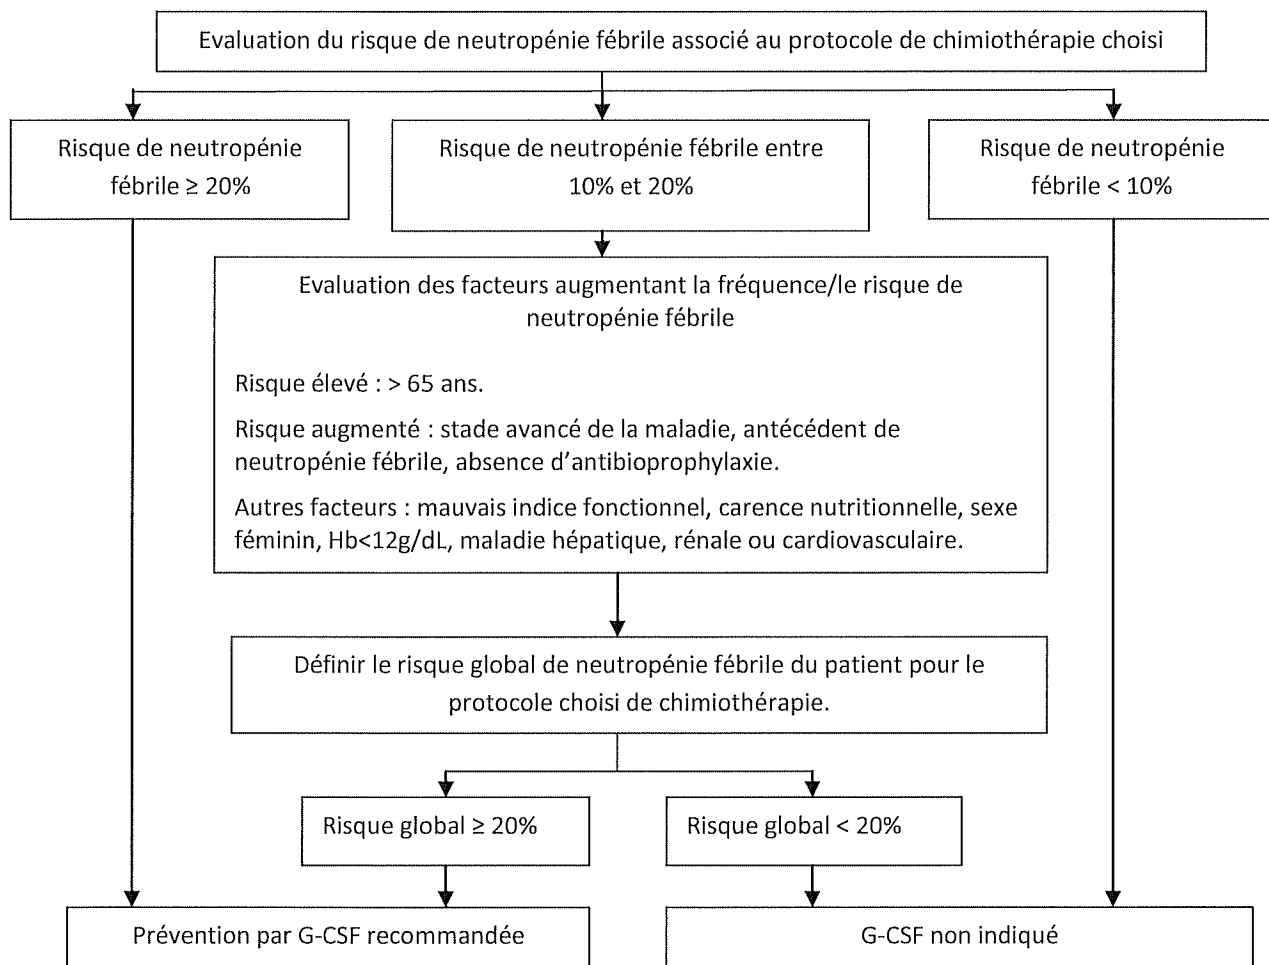 Evaluation du risque de neutropénie fébrile associé au protocole de chimiothérapie choisi
Risque de neutropénie
fébrile ≥ 20%
Risque de neutropénie fébrile entre
10% et 20%
Risque de neutropénie
fébrile < 10%
Evaluation des facteurs augmentant la fréquence/le risque de
neutropénie fébrile
Risque élevé : > 65 ans.
Risque augmenté : stade avancé de la maladie, antécédent de
neutropénie fébrile, absence d’antibioprophylaxie.
Autres facteurs : mauvais indice fonctionnel, carence nutritionnelle, sexe
féminin, Hb<12g/dL, maladie hépatique, rénale ou cardiovasculaire.
Définir le risque global de neutropénie fébrile du patient pour le
protocole choisi de chimiothérapie.
Risque global ≥ 20%
Risque global < 20%
Prévention par G-CSF recommandée
G-CSF non indiqué